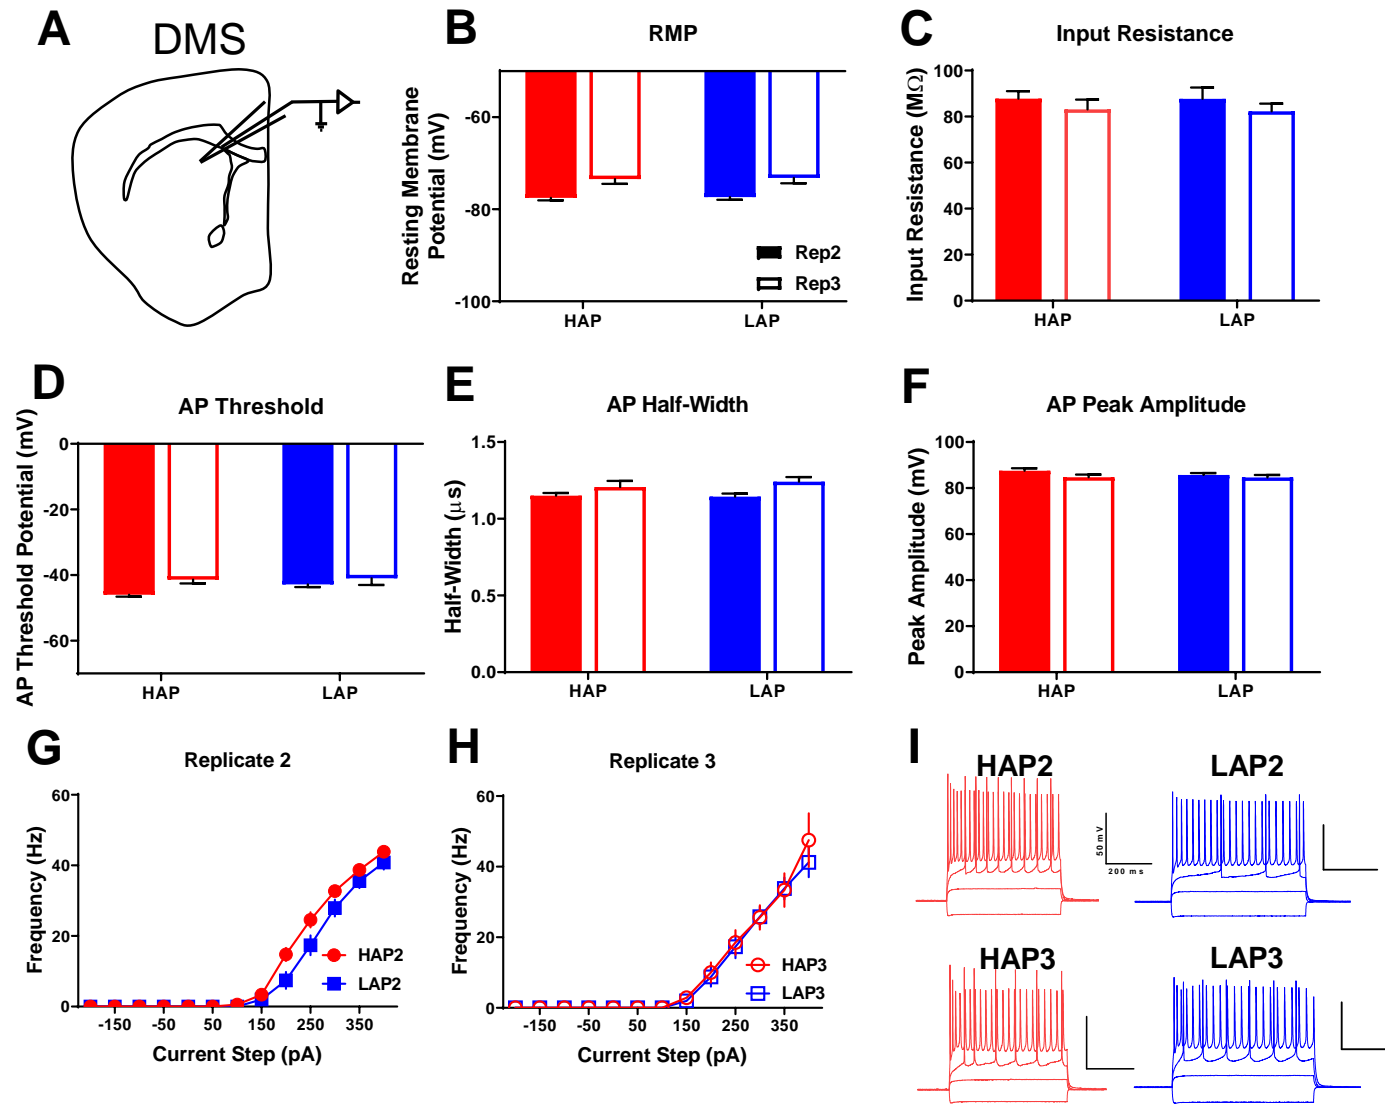 A
DMS
B
RMP
Resting Membrane
Potential (mV)
-60
-80
-100
HAP
LAP
Rep2
Rep3
C
Input Resistance
Input Resistance (MΩ)
100
80
60
40
20
0
HAP
LAP
D
AP Threshold
AP Threshold Potential (mV)
0
-20
-40
-60
HAP
LAP
E
AP Half-Width
Half-Width (μs)
1.5
1.0
0.5
0.0
HAP
LAP
F
AP Peak Amplitude
Peak Amplitude (mV)
100
80
60
40
20
0
HAP
LAP
G
Replicate 2
Frequency (Hz)
60
40
20
0
-150
-50
50
150
250
350
Current Step (pA)
HAP2
LAP2
H
Replicate 3
Frequency (Hz)
60
40
20
0
-150
-50
50
150
250
350
Current Step (pA)
HAP3
LAP3
I
HAP2
LAP2
50 mV
200 ms
HAP3
LAP3